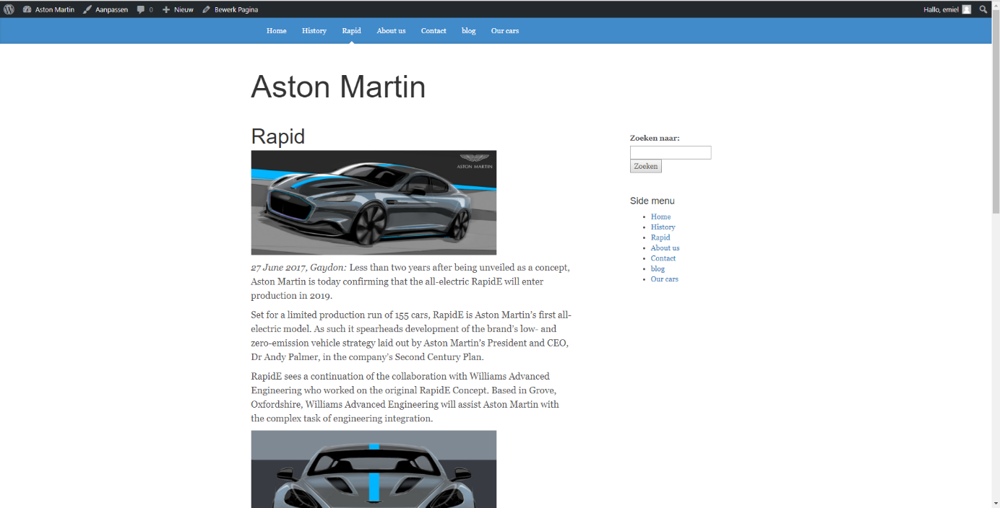 Aston Martin Aanpassen 0 Nieuw Bewerk Pagina Hallo, emiel
Home History Rapid About us Contact blog Our cars
Aston Martin
Rapid
ASTON MARTIN
27 June 2017, Gaydon: Less than two years after being unveiled as a concept,
Aston Martin is today confirming that the all-electric RapidE will enter
production in 2019.
Set for a limited production run of 155 cars, RapidE is Aston Martin’s first all-
electric model. As such it spearheads development of the brand’s low- and
zero-emission vehicle strategy laid out by Aston Martin’s President and CEO,
Dr Andy Palmer, in the company’s Second Century Plan.
RapidE sees a continuation of the collaboration with Williams Advanced
Engineering who worked on the original RapidE Concept. Based in Grove,
Oxfordshire, Williams Advanced Engineering will assist Aston Martin with
the complex task of engineering integration.
Zoeken naar:
Zoeken
Side menu
Home
History
Rapid
About us
Contact
blog
Our cars